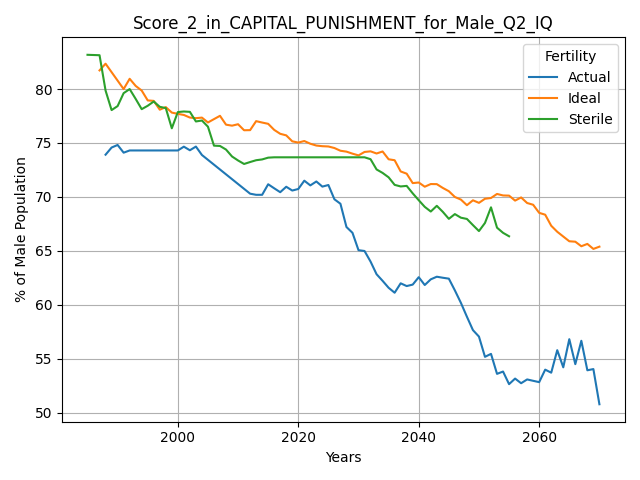 Score_2_in_CAPITAL_PUNISHMENT_for_Male_Q2_IQ
Fertility
Actual
Ideal
Sterile
% of Male Population
80
75
70
65
60
55
50
2000
2020
2040
2060
Years